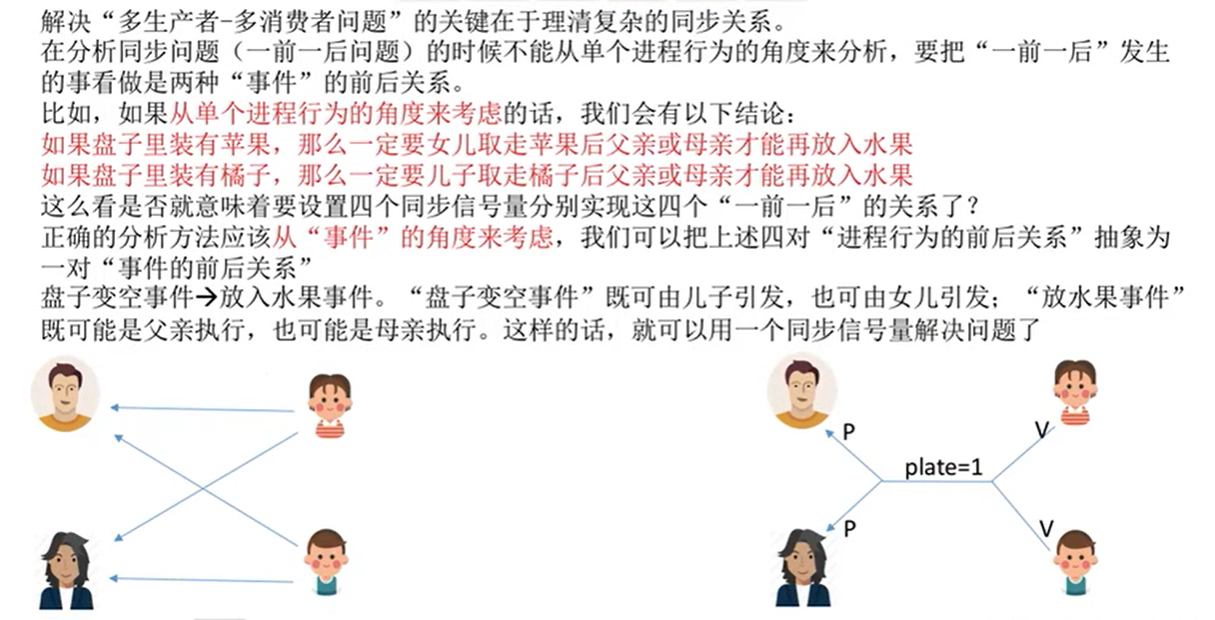 解决“多生产者-多消费者问题”的关键在于理清复杂的同步关系。
在分析同步问题（一前一后问题）的时候不能从单个进程行为的角度来分析，要把“一前一后”发生
的事看做是两种“事件”的前后关系。
比如，如果从单个进程行为的角度来考虑的话，我们会有以下结论：
如果盘子里装有苹果，那么一定要女儿取走苹果后父亲或母亲才能再放入水果
如果盘子里装有橘子，那么一定要儿子取走橘子后父亲或母亲才能再放入水果
这么看是否就意味着要设置四个同步信号量分别实现这四个“一前一后”的关系了？
正确的分析方法应该从“事件”的角度来考虑，我们可以把上述四对“进程行为的前后关系”抽象为
一对“事件的前后关系”
盘子变空事件→放入水果事件。“盘子变空事件”既可由儿子引发，也可由女儿引发；“放水果事件”
既可能是父亲执行，也可能是母亲执行。这样的话，就可以用一个同步信号量解决问题了
P
V
plate=1
P
V